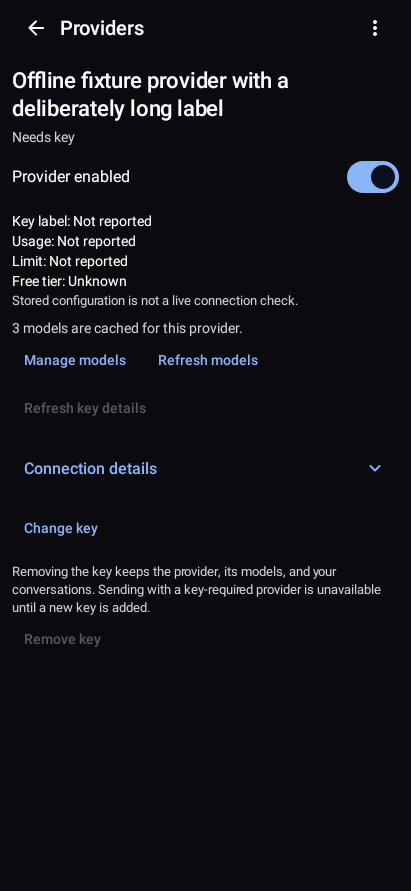 Providers
Offline fixture provider with a
deliberately long label
Needs key
Provider enabled
Key label: Not reported
Usage: Not reported
Limit: Not reported
Free tier: Unknown
Stored configuration is not a live connection check.
3 models are cached for this provider.
Manage models Refresh models
Refresh key details
Connection details
Change key
Removing the key keeps the provider, its models, and your
conversations. Sending with a key-required provider is unavailable
until a new key is added.
Remove key